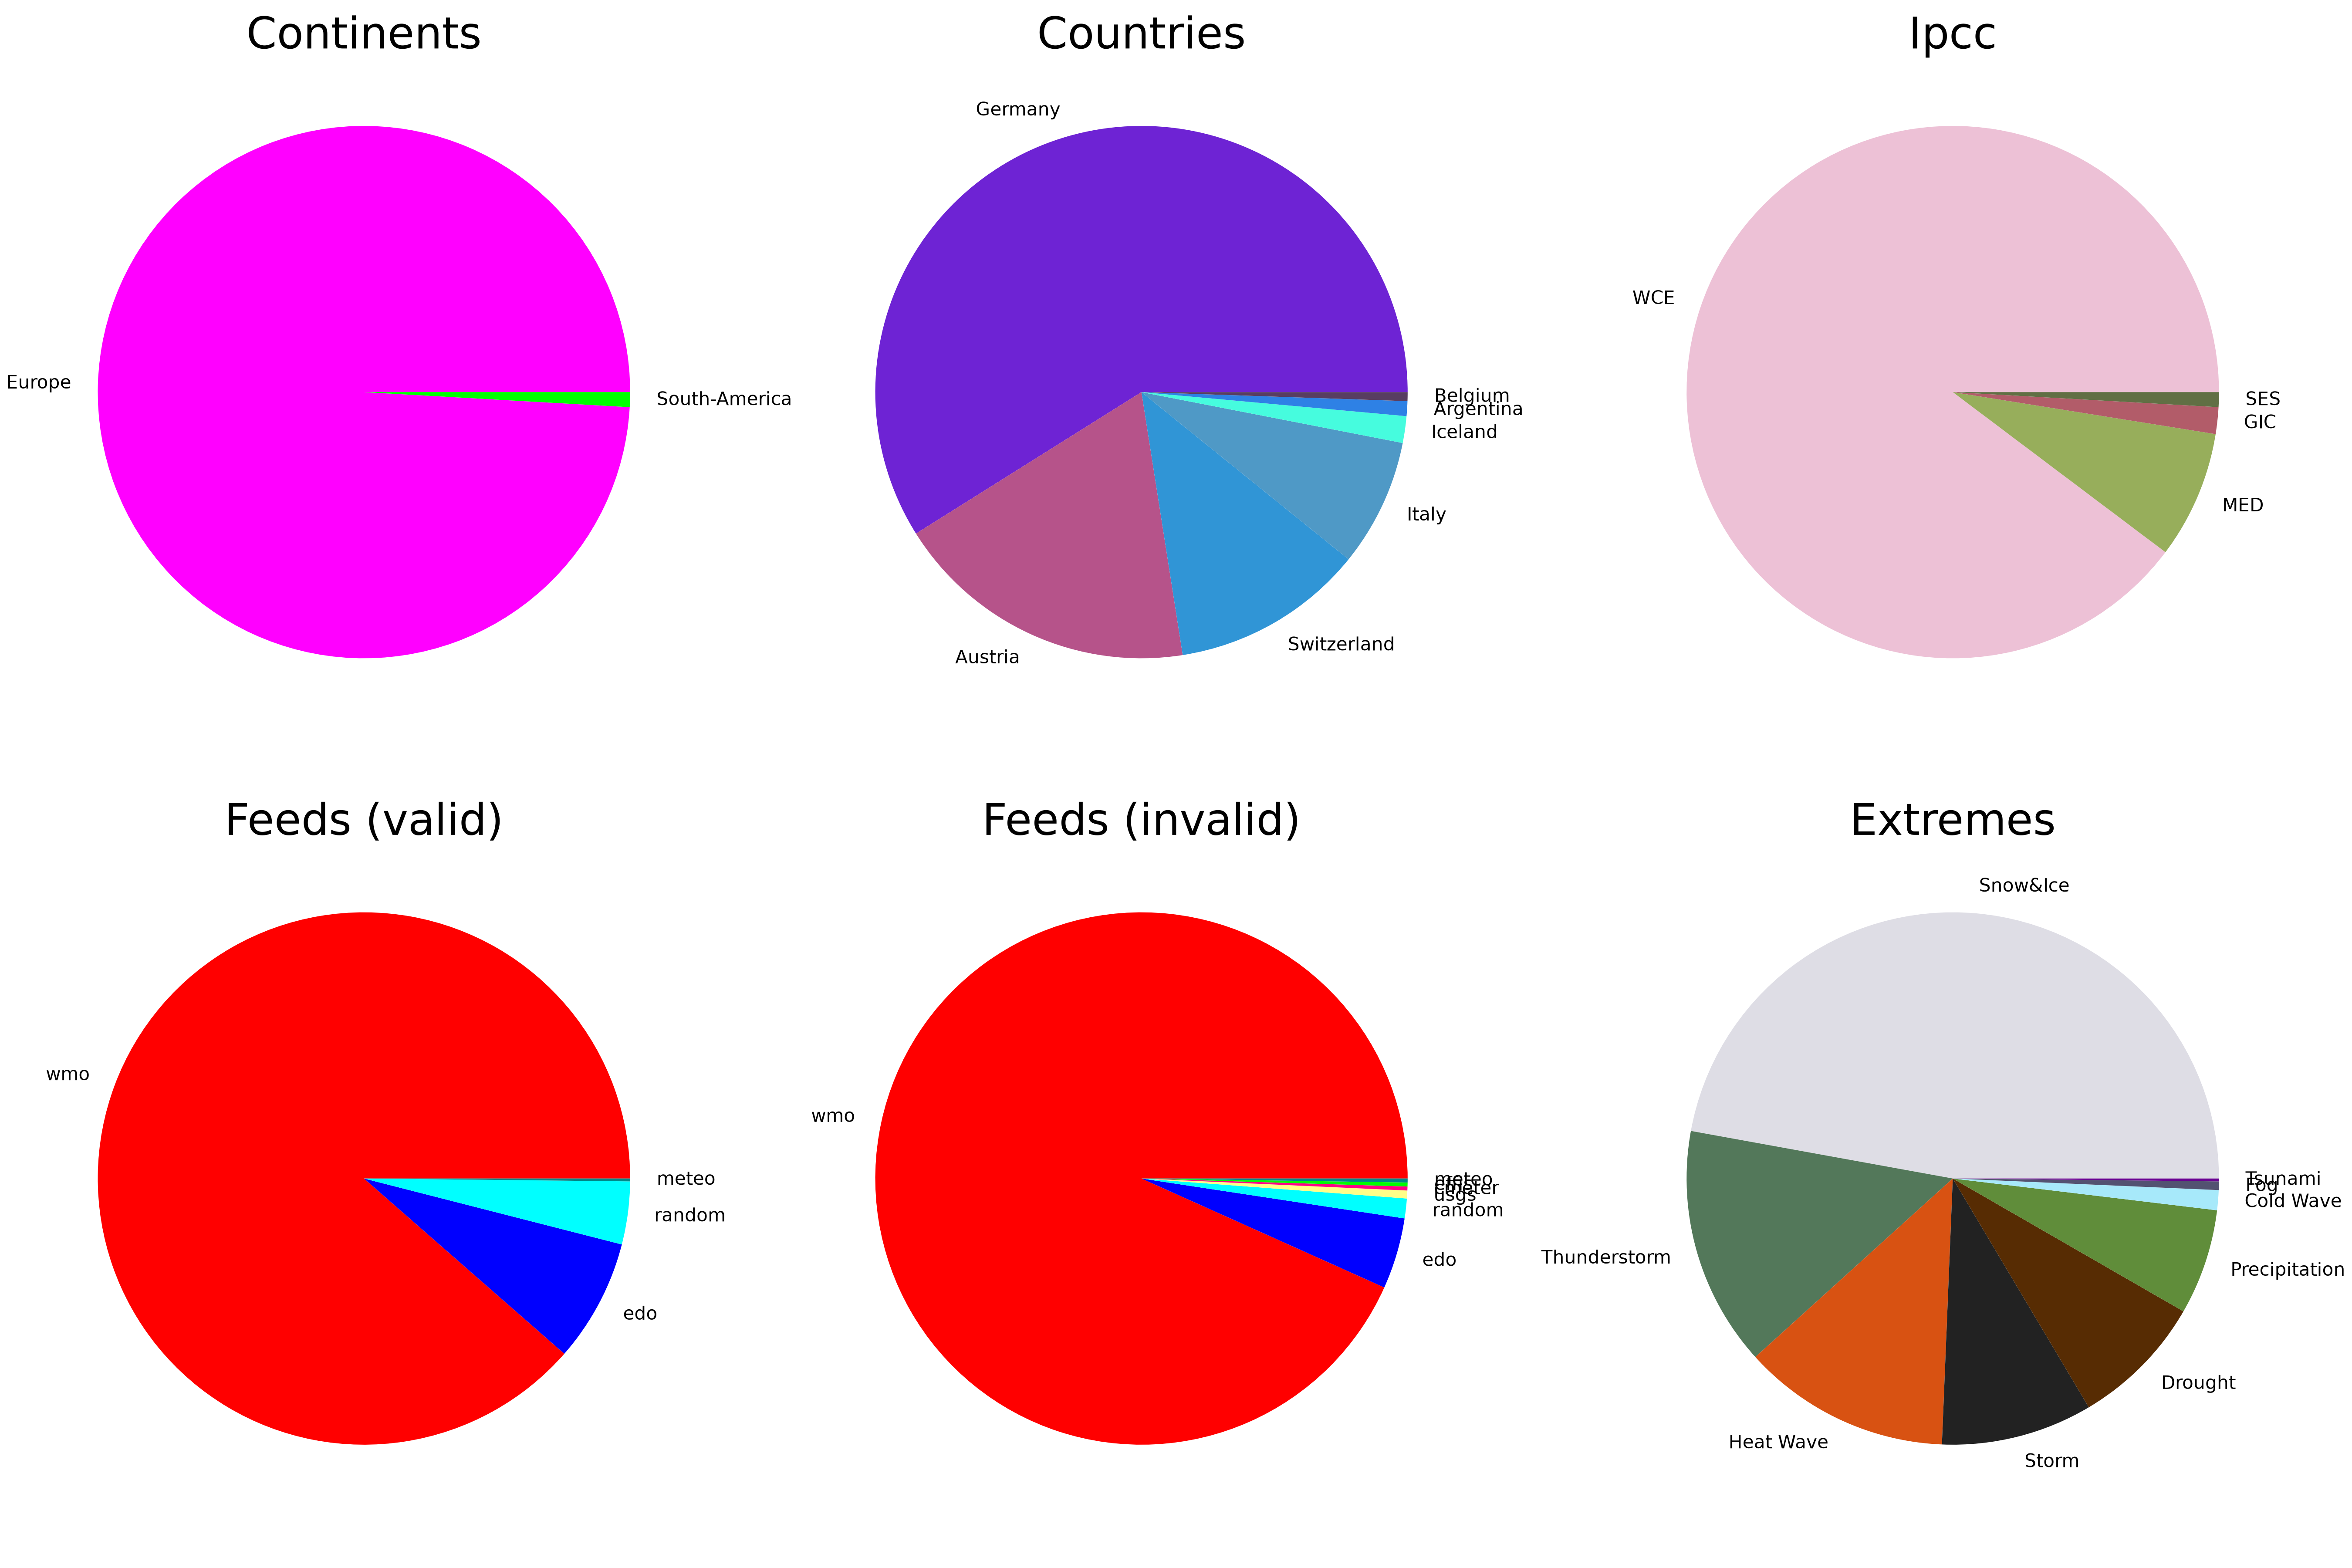 Continents
Countries
Ipcc
Europe
South-America
Germany
Belgium
Argentina
Iceland
Italy
Switzerland
Austria
WCE
SES
GIC
MED
Feeds (valid)
Feeds (invalid)
Extremes
wmo
meteo
random
edo
wmo
meteo
usgs
random
edo
Snow&Ice
Tsunami
Fog
Cold Wave
Precipitation
Drought
Storm
Heat Wave
Thunderstorm